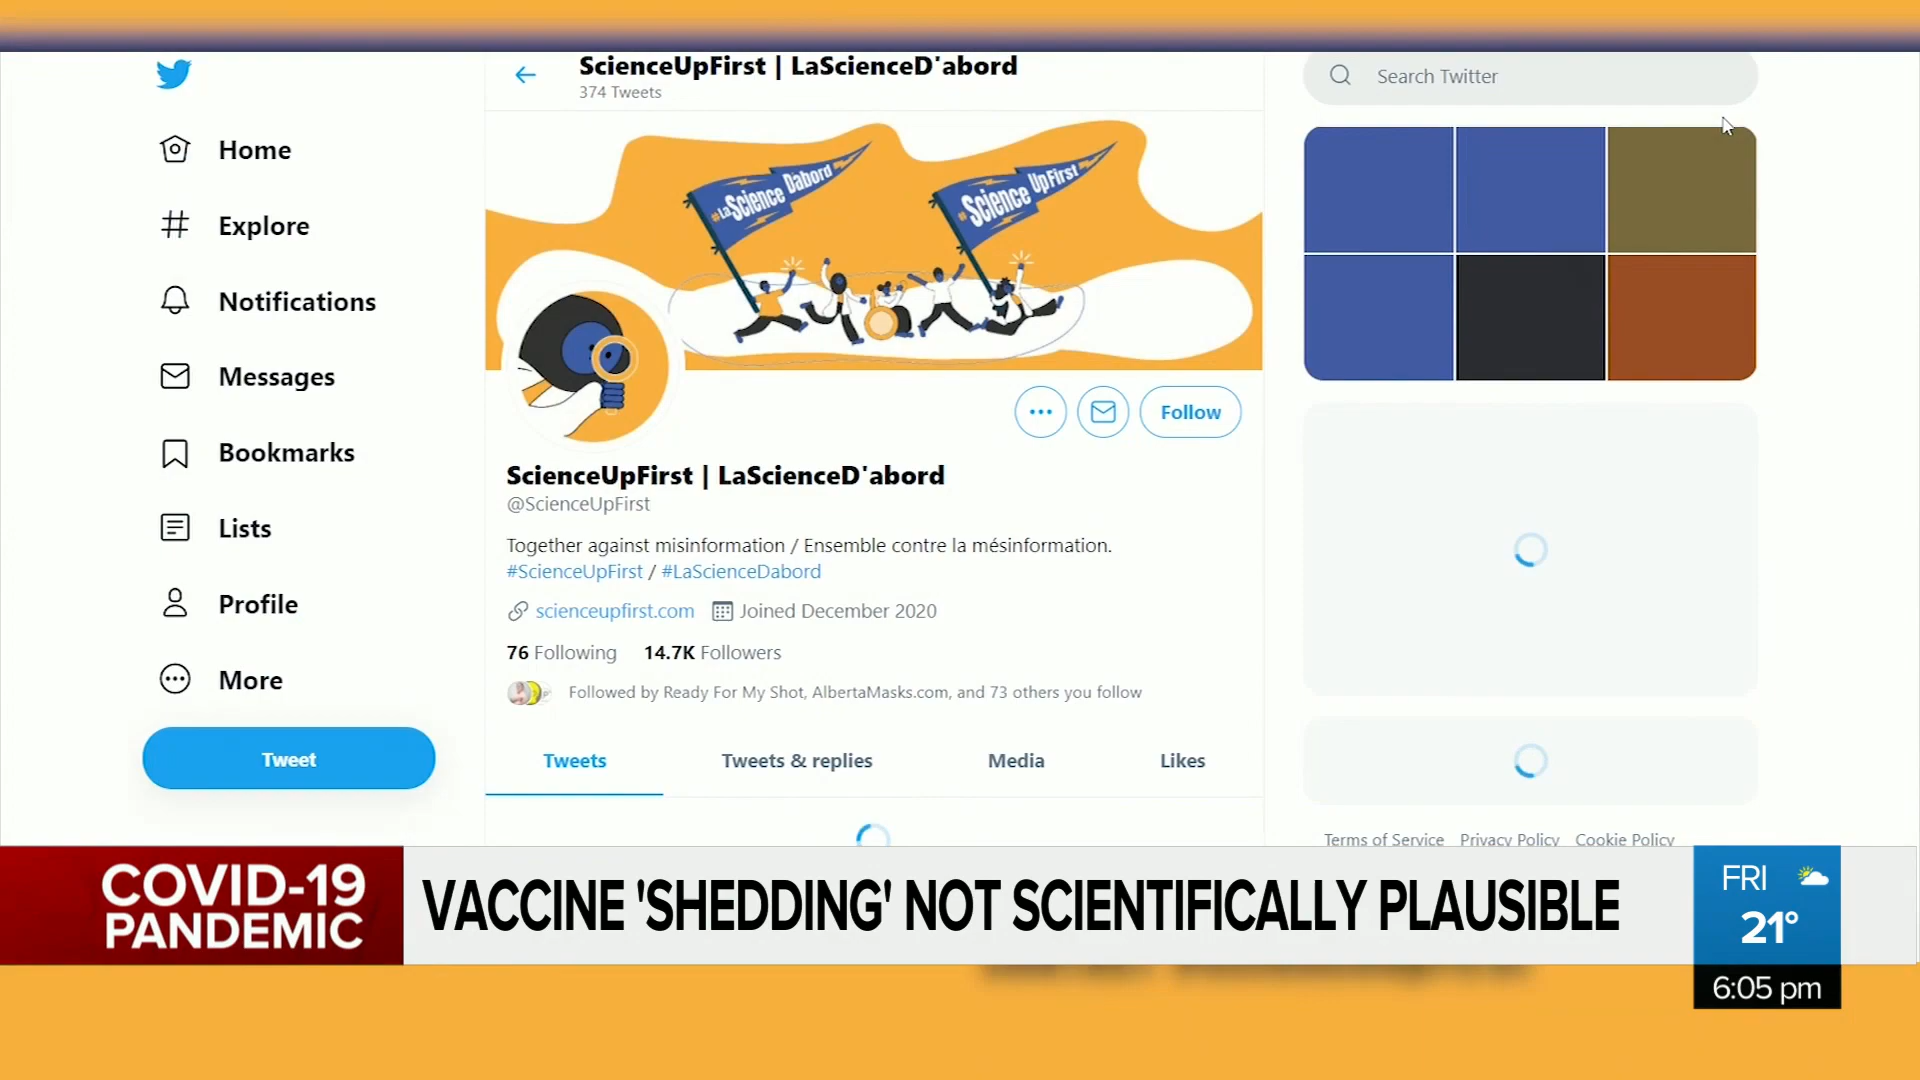 ScienceUpFirst | LaScienceD'abord
374 Tweets
Search Twitter
Home
Explore
Notifications
Messages
Bookmarks
Lists
Profile
More
Tweet
#LaScience Dabord
#Science UpFirst
Follow
ScienceUpFirst | LaScienceD'abord
@ScienceUpFirst
Together against misinformation / Ensemble contre la mésinformation.
#ScienceUpFirst / #LaScienceDabord
scienceupfirst.com Joined December 2020
76 Following 14.7K Followers
Followed by Ready For My Shot, AlbertaMasks.com, and 73 others you follow
Tweets Tweets & replies Media Likes
Terms of Service Privacy Policy Cookie Policy
COVID-19
PANDEMIC
VACCINE 'SHEDDING' NOT SCIENTIFICALLY PLAUSIBLE
FRI
21°
6:05 pm